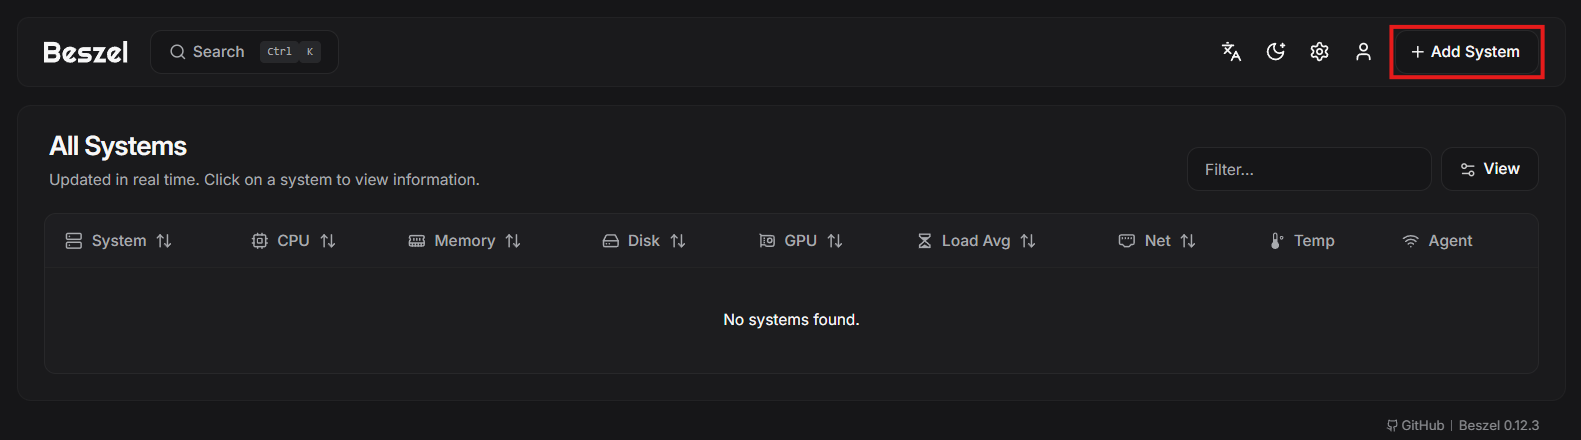 Beszel Search Ctrl K + Add System
All Systems
Updated in real time. Click on a system to view information.
Filter... View
System CPU Memory Disk GPU Load Avg Net Temp Agent
No systems found.
GitHub | Beszel 0.12.3